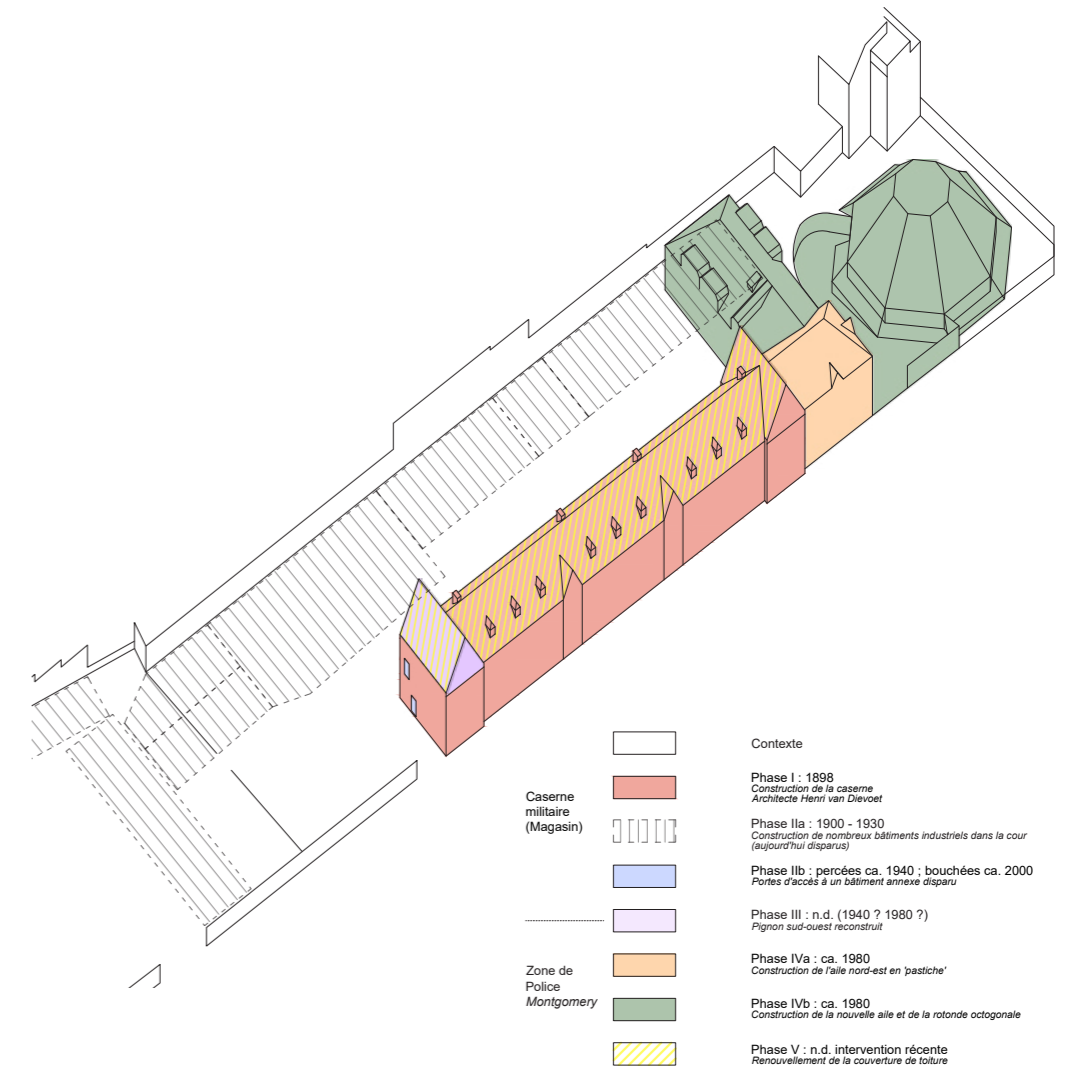 Contexte
Caserne
militaire
(Magasin)
Phase I : 1898
Construction de la caserne
Architecte Henri van Dievoet
Phase IIa : 1900 - 1930
Construction de nombreux bâtiments industriels dans la cour
(aujourd'hui disparus)
Phase IIb : percées ca. 1940 ; bouchées ca. 2000
Portes d'accès à un bâtiment annexe disparu
Phase III : n.d. (1940 ? 1980 ?)
Pignon sud-ouest reconstruit
Zone de
Police
Montgomery
Phase IVa : ca. 1980
Construction de l'aile nord-est en 'pastiche'
Phase IVb : ca. 1980
Construction de la nouvelle aile et de la rotonde octogonale
Phase V : n.d. intervention récente
Renouvellement de la couverture de toiture